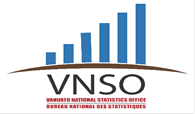 VNSO
VANUATU NATIONAL STATISTICS OFFICE
BUREAU NATIONAL DES STATISTIQUES